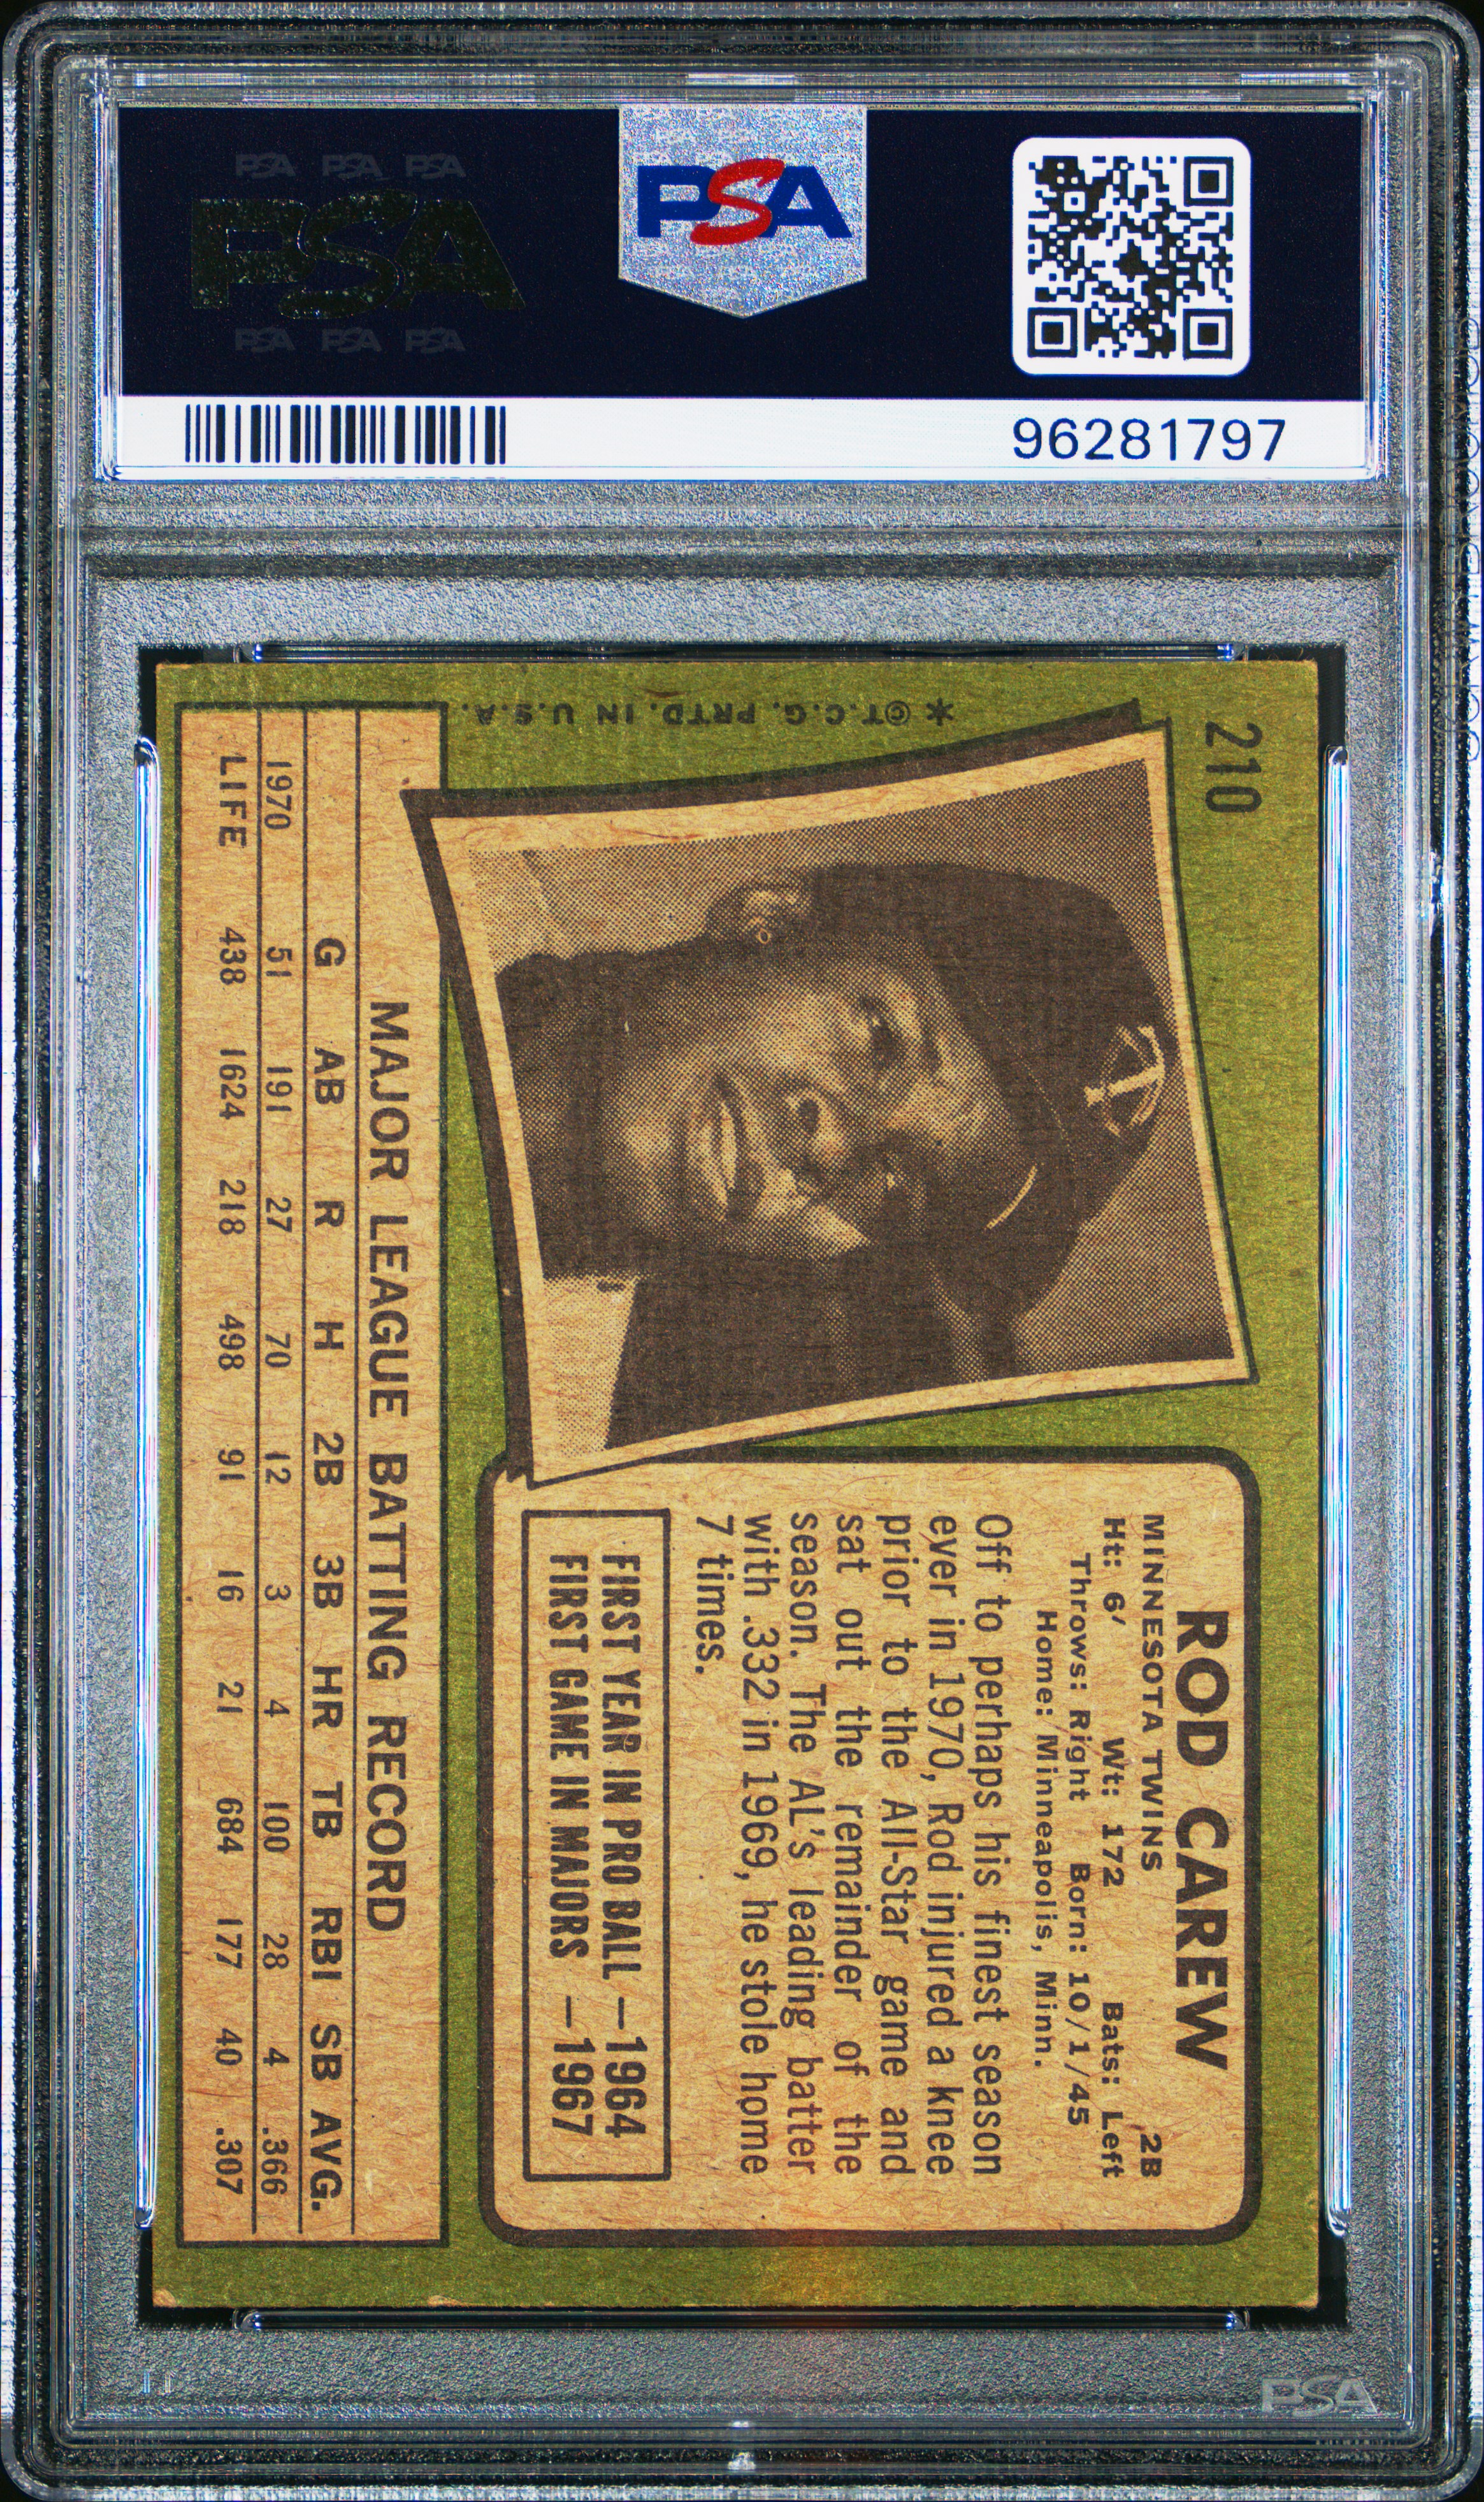 PSA PSA PSA
PSA
PSA PSA PSA
PSA
96281797
210
* ©T.C.G. PRTD. IN U.S.A.
ROD CAREW
MINNESOTA TWINS 2B
Ht: 6' Wt: 172 Bats: Left
Throws: Right Born: 10/1/45
Home: Minneapolis, Minn.
Off to perhaps his finest season
ever in 1970, Rod injured a knee
prior to the All-Star game and
sat out the remainder of the
season. The AL's leading batter
with .332 in 1969, he stole home
7 times.
FIRST YEAR IN PRO BALL —1964
FIRST GAME IN MAJORS —1967
MAJOR LEAGUE BATTING RECORD
G AB R H 2B 3B HR TB RBI SB AVG.
1970 51 191 27 70 12 3 4 100 28 4 .366
LIFE 438 1624 218 498 91 16 21 684 177 40 .307
PSA